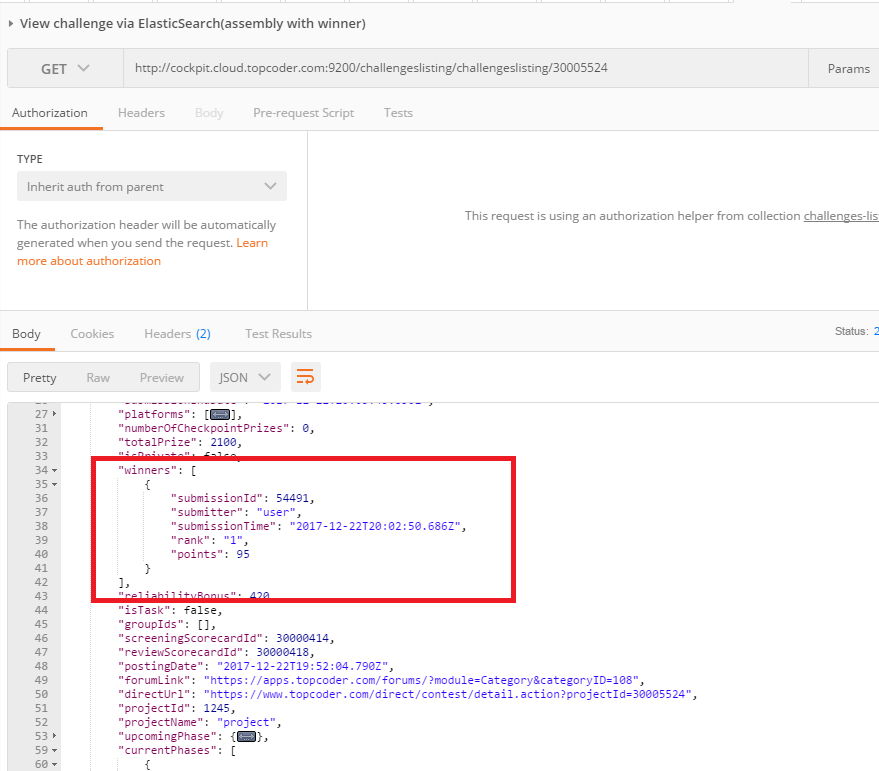 View challenge via ElasticSearch(assembly with winner)
GET http://cockpit.cloud.topcoder.com:9200/challengeslisting/challengeslisting/30005524 Params
Authorization Headers Body Pre-request Script Tests
TYPE
Inherit auth from parent
This request is using an authorization helper from collection challenges-lis
The authorization header will be automatically
generated when you send the request. Learn
more about authorization
Body Cookies Headers (2) Test Results Status: 2
Pretty Raw Preview JSON
27 "platforms": [],
31 "numberOfCheckpointPrizes": 0,
32 "totalPrize": 2100,
33 "isPrivate": false,
34 "winners": [
35 {
36 "submissionId": 54491,
37 "submitter": "user",
38 "submissionTime": "2017-12-22T20:02:50.686Z",
39 "rank": "1",
40 "points": 95
41 }
42 ],
43 "reliabilityBonus": 420,
44 "isTask": false,
45 "groupIds": [],
46 "screeningScorecardId": 30000414,
47 "reviewScorecardId": 30000418,
48 "postingDate": "2017-12-22T19:52:04.790Z",
49 "forumLink": "https://apps.topcoder.com/forums/?module=Category&categoryID=108",
50 "directUrl": "https://www.topcoder.com/direct/contest/detail.action?projectId=30005524",
51 "projectId": 1245,
52 "projectName": "project",
53 "upcomingPhase": {},
59 "currentPhases": [
60 {